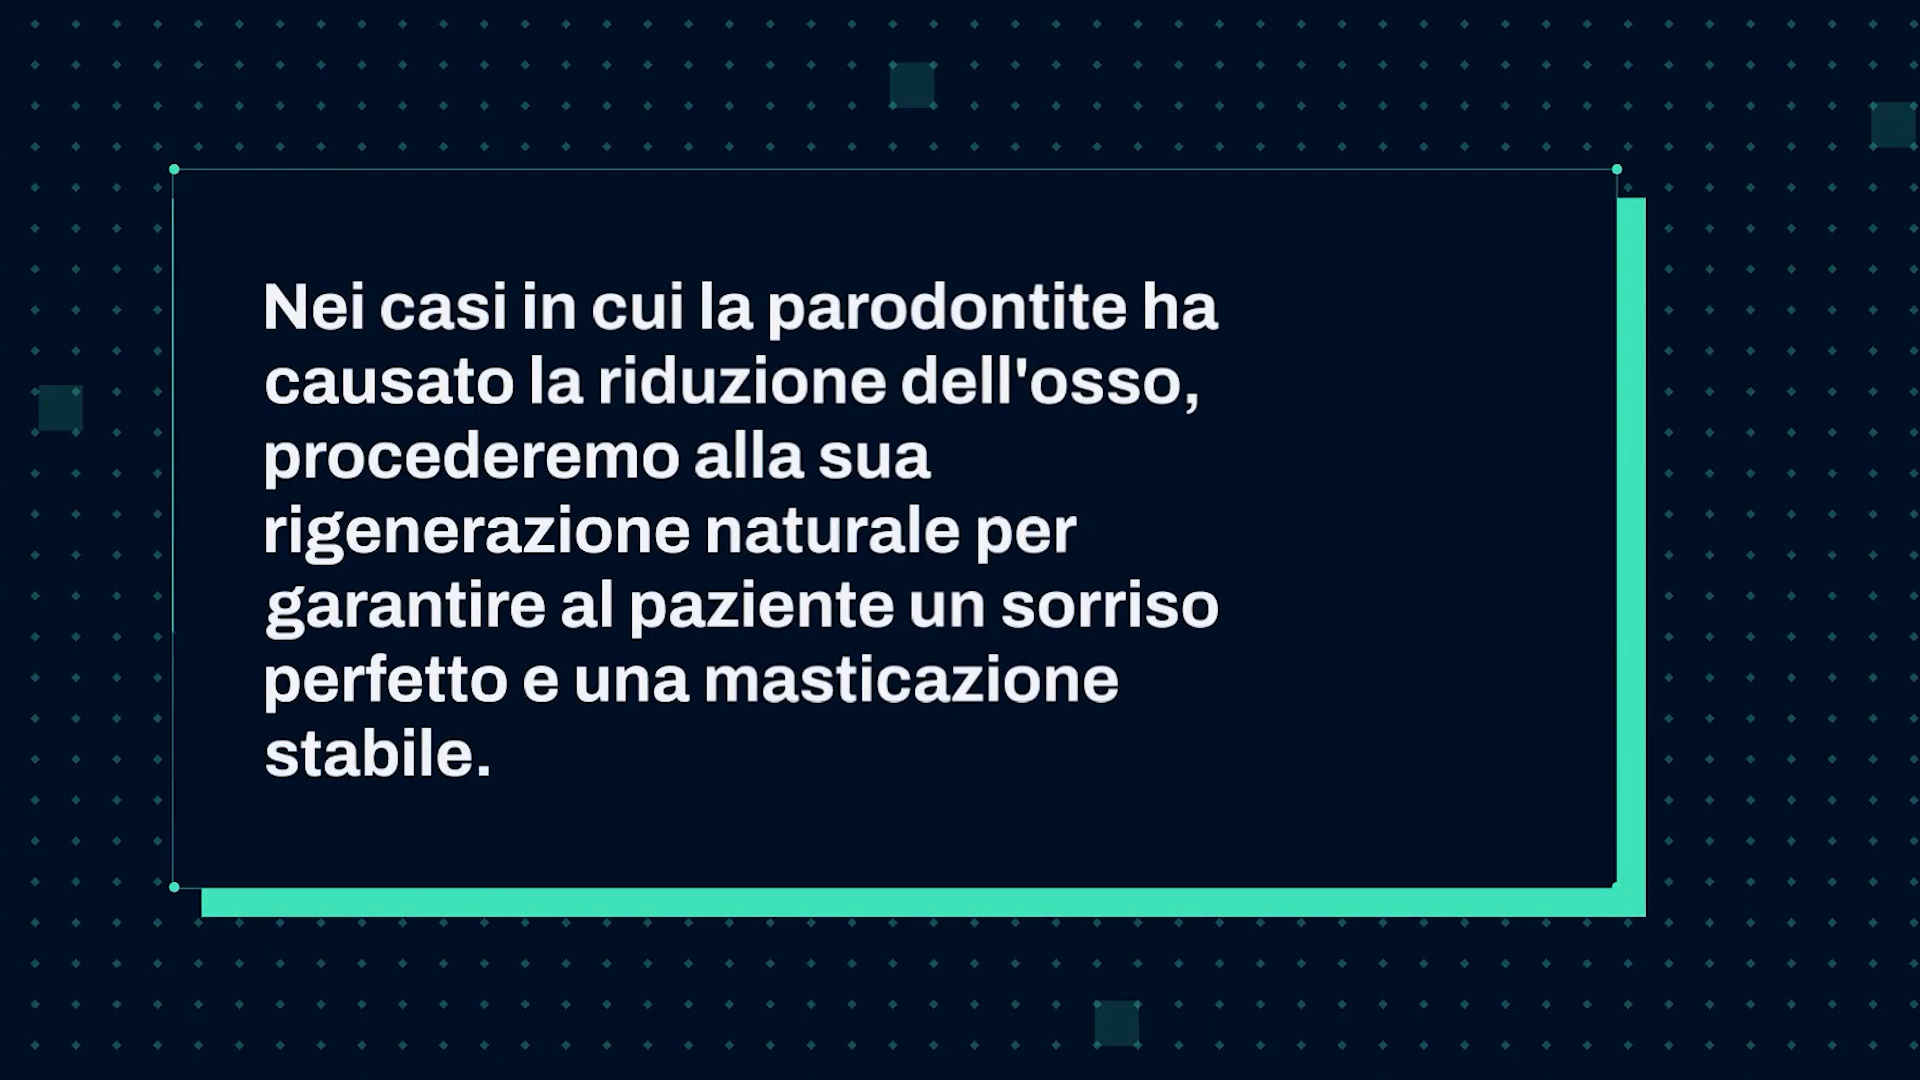 Nei casi in cui la parodontite ha
causato la riduzione dell'osso,
procederemo alla sua
rigenerazione naturale per
garantire al paziente un sorriso
perfetto e una masticazione
stabile.